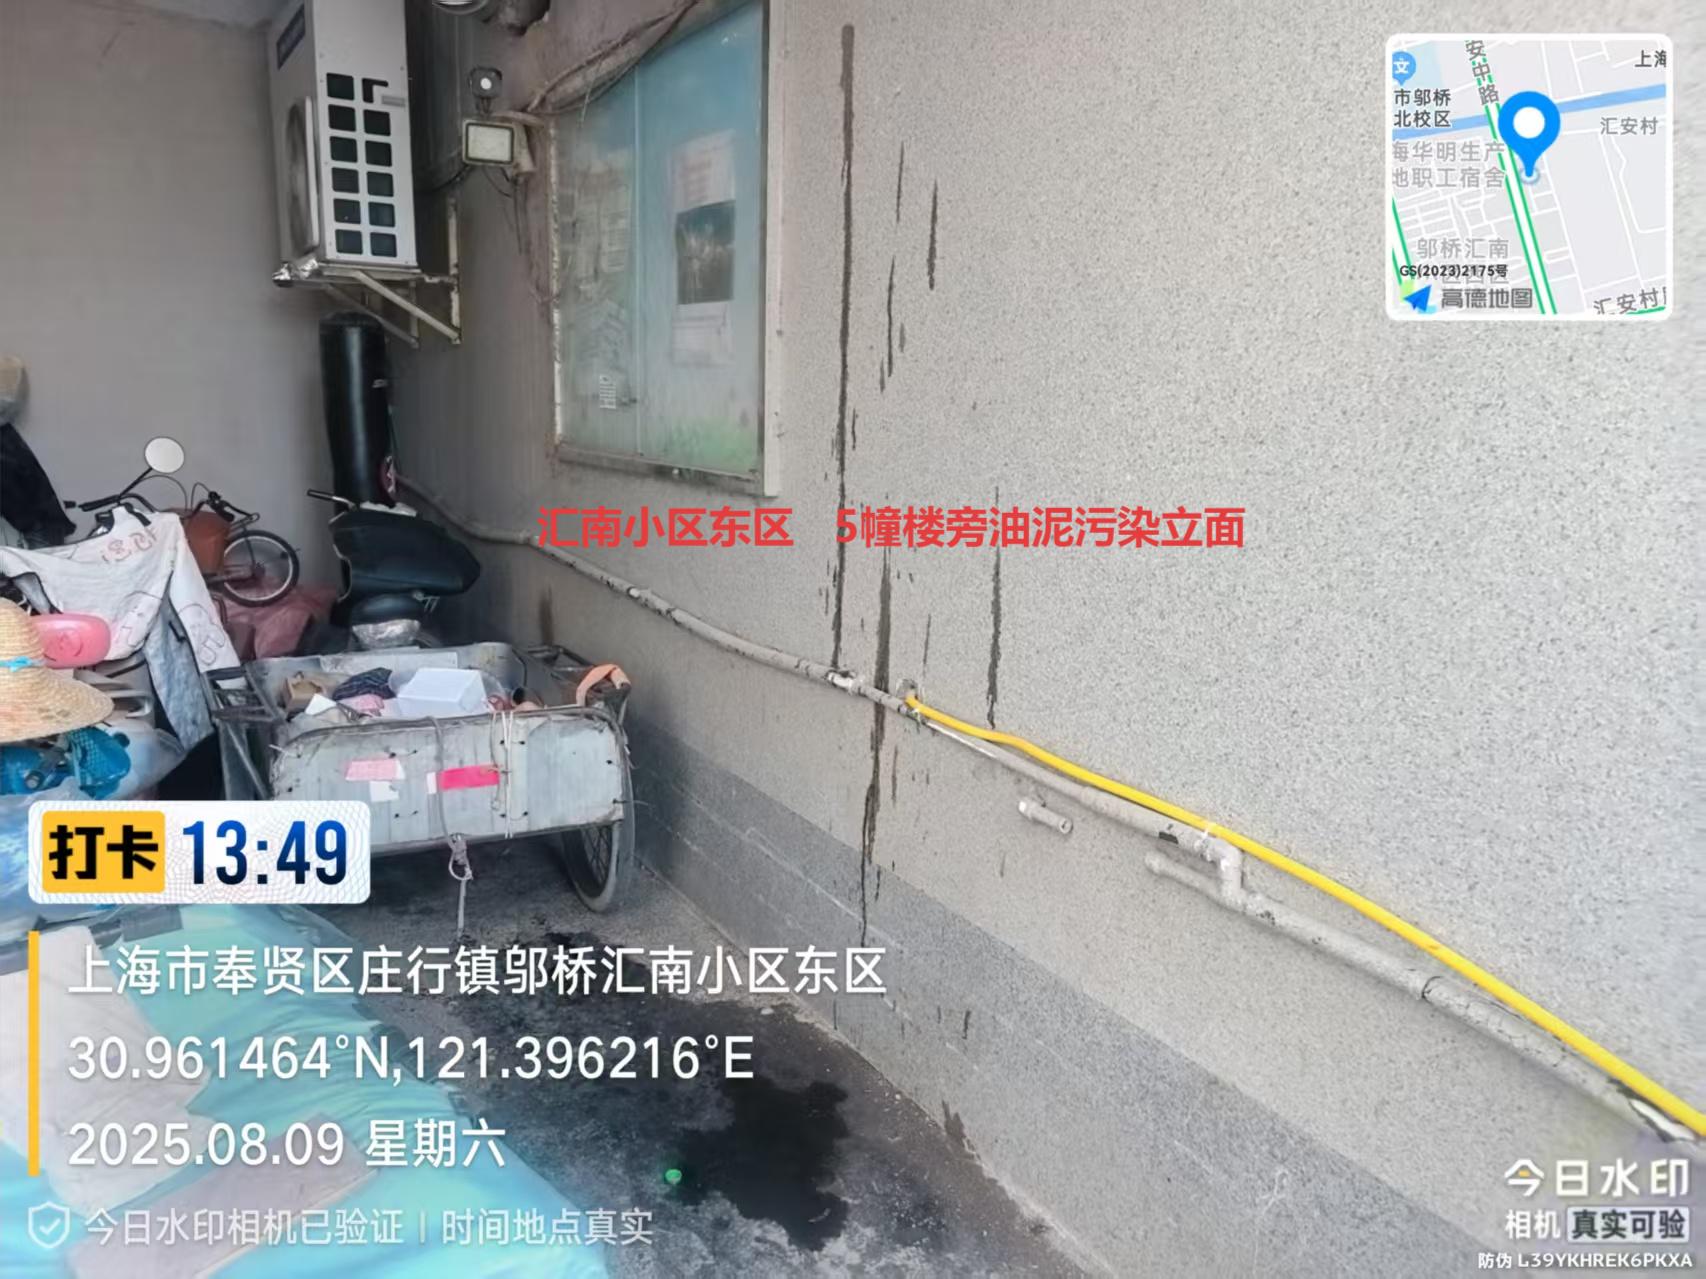 安中路
上海
文
市邬桥
北校区
汇安村
海华明生产
地职工宿舍
邬桥汇南
GS(2023)2175号
高德地图
汇安村
汇南小区东区 5幢楼旁油泥污染立面
打卡 13:49
上海市奉贤区庄行镇邬桥汇南小区东区
30.961464°N,121.396216°E
2025.08.09 星期六
今日水印相机已验证 | 时间地点真实
今日水印
相机 真实可验
防伪 L39YKHREK6PKXA